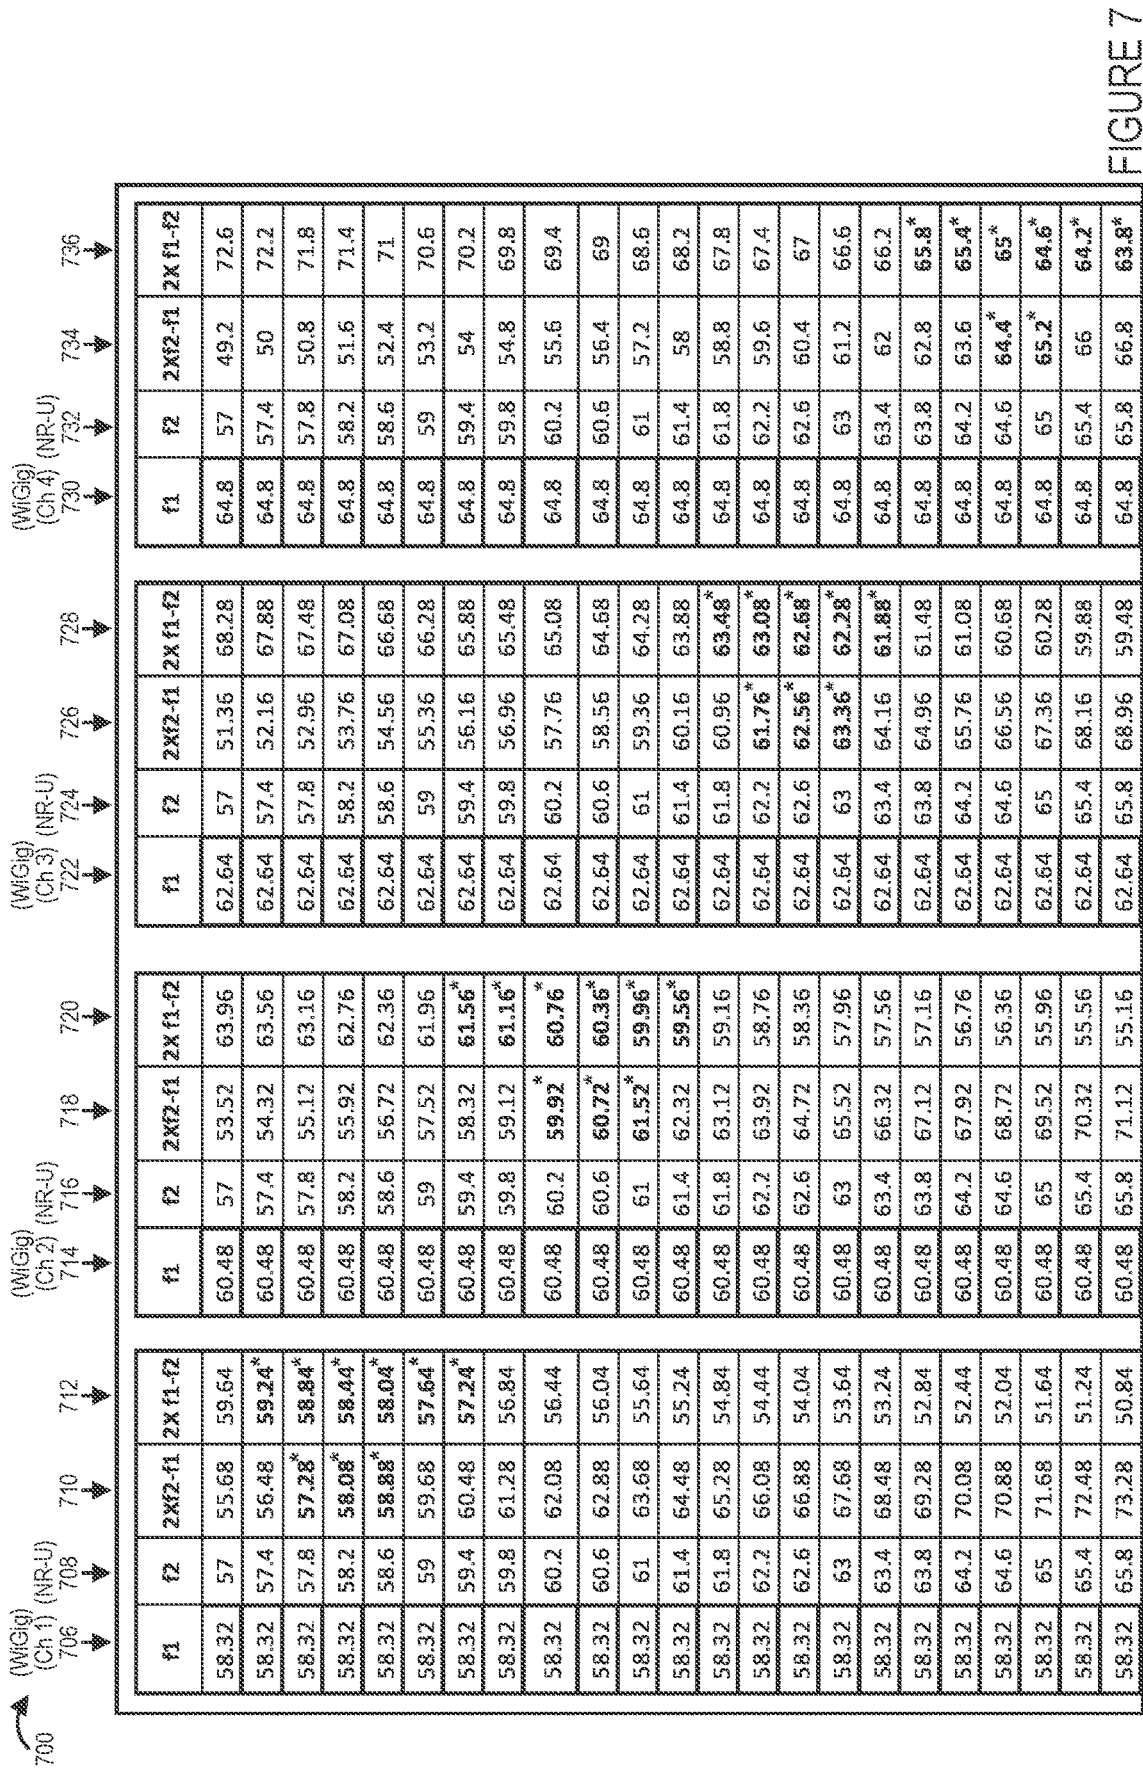 700
(WiGig) (Ch 1) 706 (NR-U) 708 710 712 (WiGig) (Ch 2) 714 (NR-U) 716 718 720 (WiGig) (Ch 3) 722 (NR-U) 724 726 728 (WiGig) (Ch 4) 730 (NR-U) 732 734 736
f1 f2 2Xf2-f1 2X f1-f2 f1 f2 2Xf2-f1 2X f1-f2 f1 f2 2Xf2-f1 2X f1-f2 f1 f2 2Xf2-f1 2X f1-f2
58.32 57 55.68 59.64 60.48 57 53.52 63.96 62.64 57 51.36 68.28 64.8 57 49.2 72.6
58.32 57.4 56.48 59.24* 60.48 57.4 54.32 63.56 62.64 57.4 52.16 67.88 64.8 57.4 50 72.2
58.32 57.8 57.28* 58.84* 60.48 57.8 55.12 63.16 62.64 57.8 52.96 67.48 64.8 57.8 50.8 71.8
58.32 58.2 58.08* 58.44* 60.48 58.2 55.92 62.76 62.64 58.2 53.76 67.08 64.8 58.2 51.6 71.4
58.32 58.6 58.88* 58.04* 60.48 58.6 56.72 62.36 62.64 58.6 54.56 66.68 64.8 58.6 52.4 71
58.32 59 59.68 57.64* 60.48 59 57.52 61.96 62.64 59 55.36 66.28 64.8 59 53.2 70.6
58.32 59.4 60.48 57.24* 60.48 59.4 58.32 61.56* 62.64 59.4 56.16 65.88 64.8 59.4 54 70.2
58.32 59.8 61.28 56.84 60.48 59.8 59.12 61.16* 62.64 59.8 56.96 65.48 64.8 59.8 54.8 69.8
58.32 60.2 62.08 56.44 60.48 60.2 59.92* 60.76* 62.64 60.2 57.76 65.08 64.8 60.2 55.6 69.4
58.32 60.6 62.88 56.04 60.48 60.6 60.72* 60.36* 62.64 60.6 58.56 64.68 64.8 60.6 56.4 69
58.32 61 63.68 55.64 60.48 61 61.52* 59.96* 62.64 61 59.36 64.28 64.8 61 57.2 68.6
58.32 61.4 64.48 55.24 60.48 61.4 62.32 59.56* 62.64 61.4 60.16 63.88 64.8 61.4 58 68.2
58.32 61.8 65.28 54.84 60.48 61.8 63.12 59.16 62.64 61.8 60.96 63.48* 64.8 61.8 58.8 67.8
58.32 62.2 66.08 54.44 60.48 62.2 63.92 58.76 62.64 62.2 61.76* 63.08* 64.8 62.2 59.6 67.4
58.32 62.6 66.88 54.04 60.48 62.6 64.72 58.36 62.64 62.6 62.56* 62.68* 64.8 62.6 60.4 67
58.32 63 67.68 53.64 60.48 63 65.52 57.96 62.64 63 63.36* 62.28* 64.8 63 61.2 66.6
58.32 63.4 68.48 53.24 60.48 63.4 66.32 57.56 62.64 63.4 64.16 61.88* 64.8 63.4 62 66.2
58.32 63.8 69.28 52.84 60.48 63.8 67.12 57.16 62.64 63.8 64.96 61.48 64.8 63.8 62.8 65.8*
58.32 64.2 70.08 52.44 60.48 64.2 67.92 56.76 62.64 64.2 65.76 61.08 64.8 64.2 63.6 65.4*
58.32 64.6 70.88 52.04 60.48 64.6 68.72 56.36 62.64 64.6 66.56 60.68 64.8 64.6 64.4* 65*
58.32 65 71.68 51.64 60.48 65 69.52 55.96 62.64 65 67.36 60.28 64.8 65 65.2* 64.6*
58.32 65.4 72.48 51.24 60.48 65.4 70.32 55.56 62.64 65.4 68.16 59.88 64.8 65.4 66 64.2*
58.32 65.8 73.28 50.84 60.48 65.8 71.12 55.16 62.64 65.8 68.96 59.48 64.8 65.8 66.8 63.8*
FIGURE 7